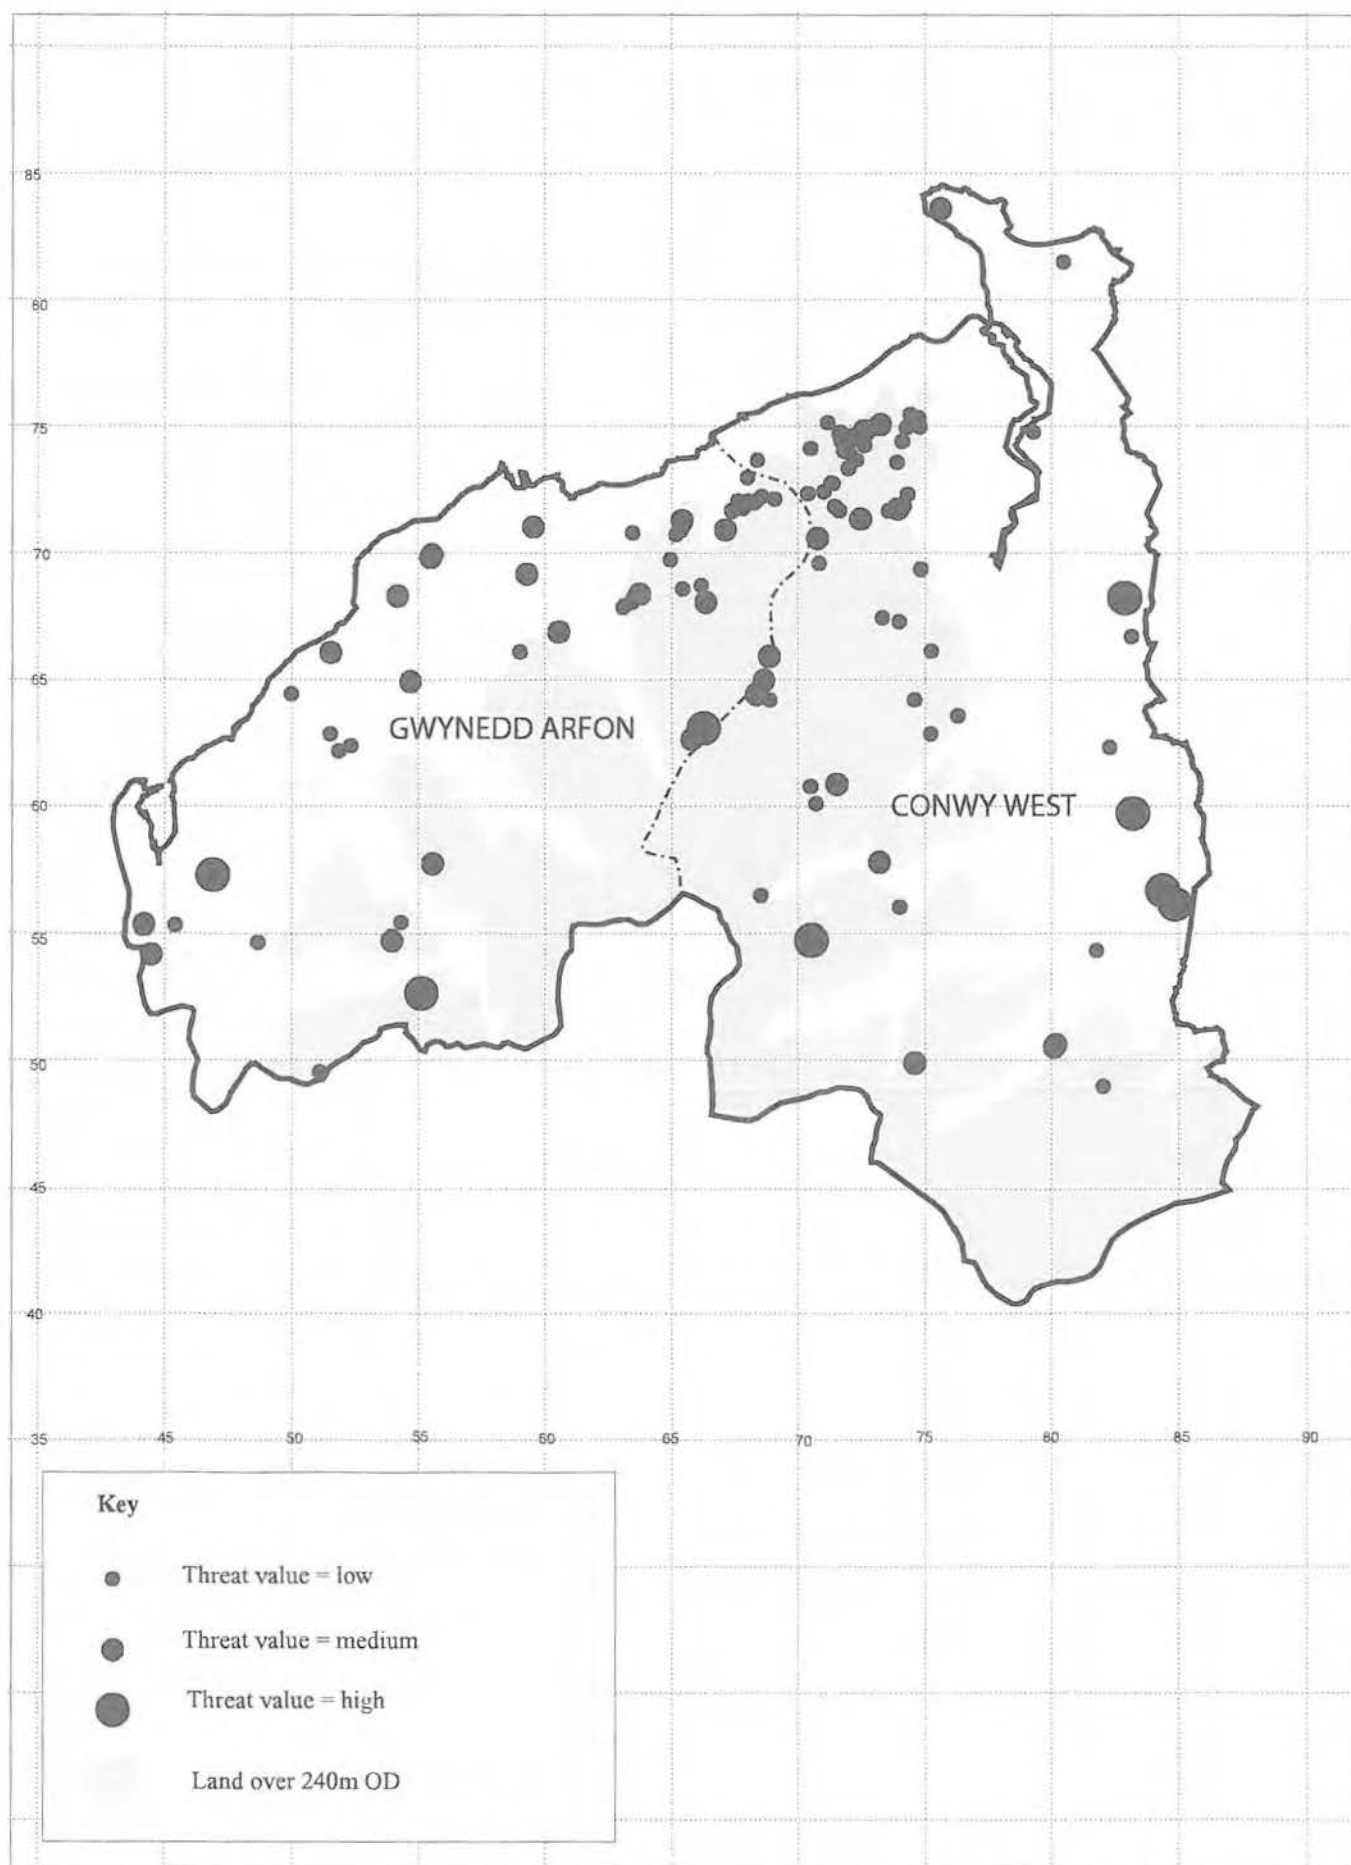 85
80
75
70
65
GWYNEDD ARFON
60
CONWY WEST
55
50
45
40
35 45 50 55 60 65 70 75 80 85 90
Key
Threat value = low
Threat value = medium
Threat value = high
Land over 240m OD